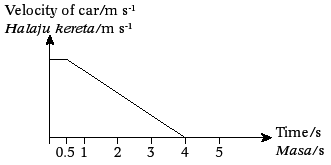 Velocity of car/m s⁻¹
Halaju kereta/m s⁻¹
0.5 1 2 3 4 5
Time/s
Masa/s